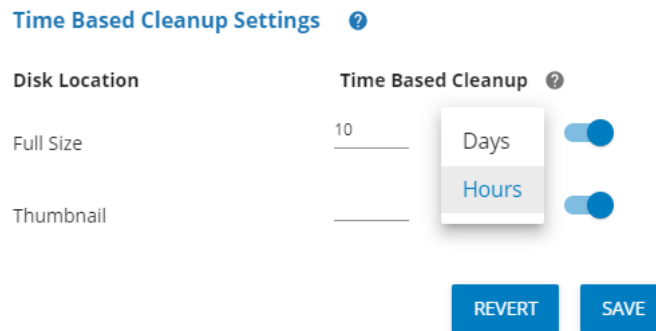 Time Based Cleanup Settings ?
Disk Location Time Based Cleanup ?
Full Size 10 Days
Hours
Thumbnail
REVERT SAVE